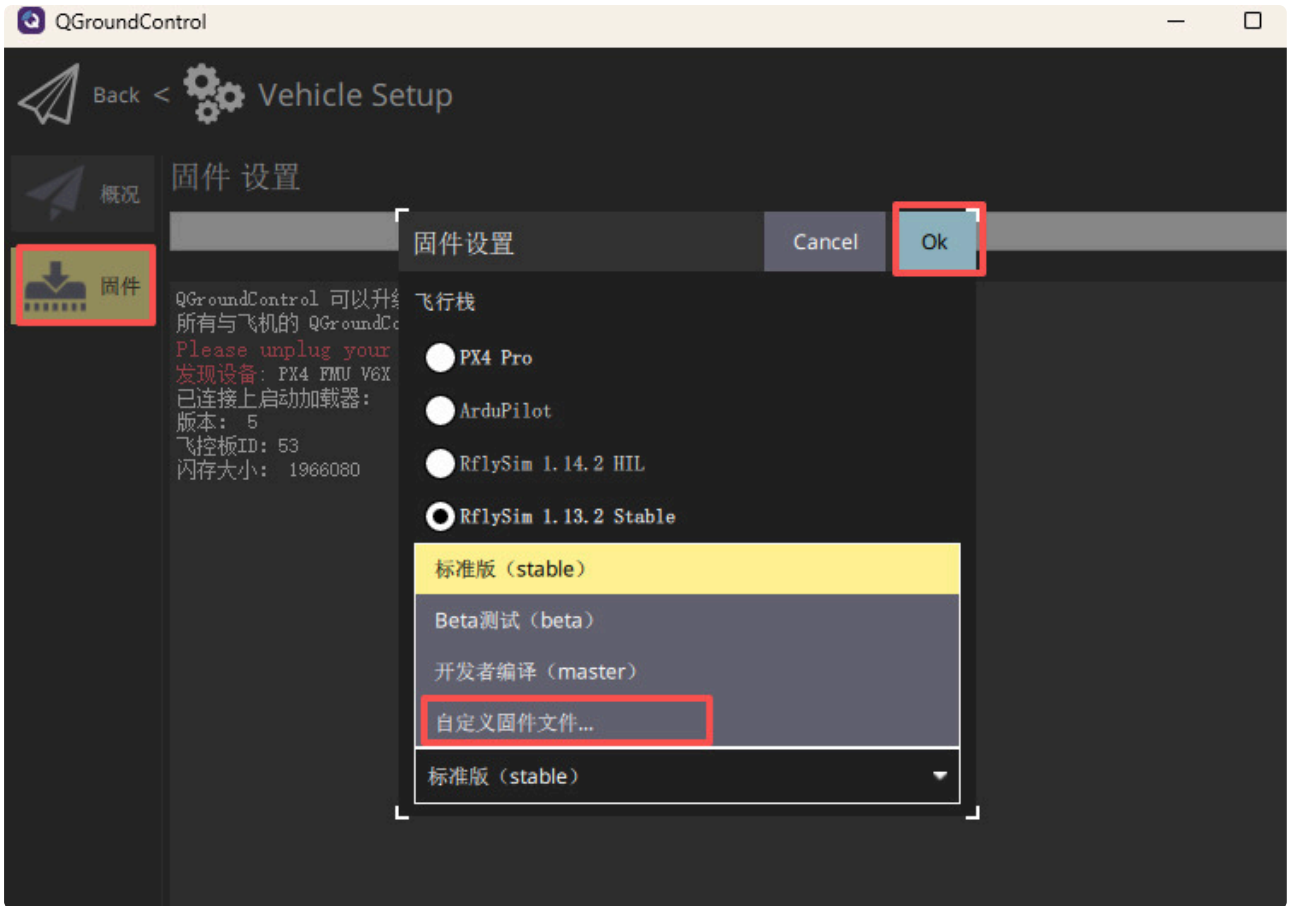 QGroundControl
Back < Vehicle Setup
概况
固件 设置
固件
固件设置
Cancel
Ok
QGroundControl 可以升
所有与飞机的 QGroundCo
Please unplug your
发现设备: PX4 FMU V6X
已连接上启动加载器:
版本: 5
飞控板ID: 53
闪存大小: 1966080
飞行栈
PX4 Pro
ArduPilot
RflySim 1.14.2 HIL
RflySim 1.13.2 Stable
标准版（stable）
Beta测试（beta）
开发者编译（master）
自定义固件文件...
标准版（stable）